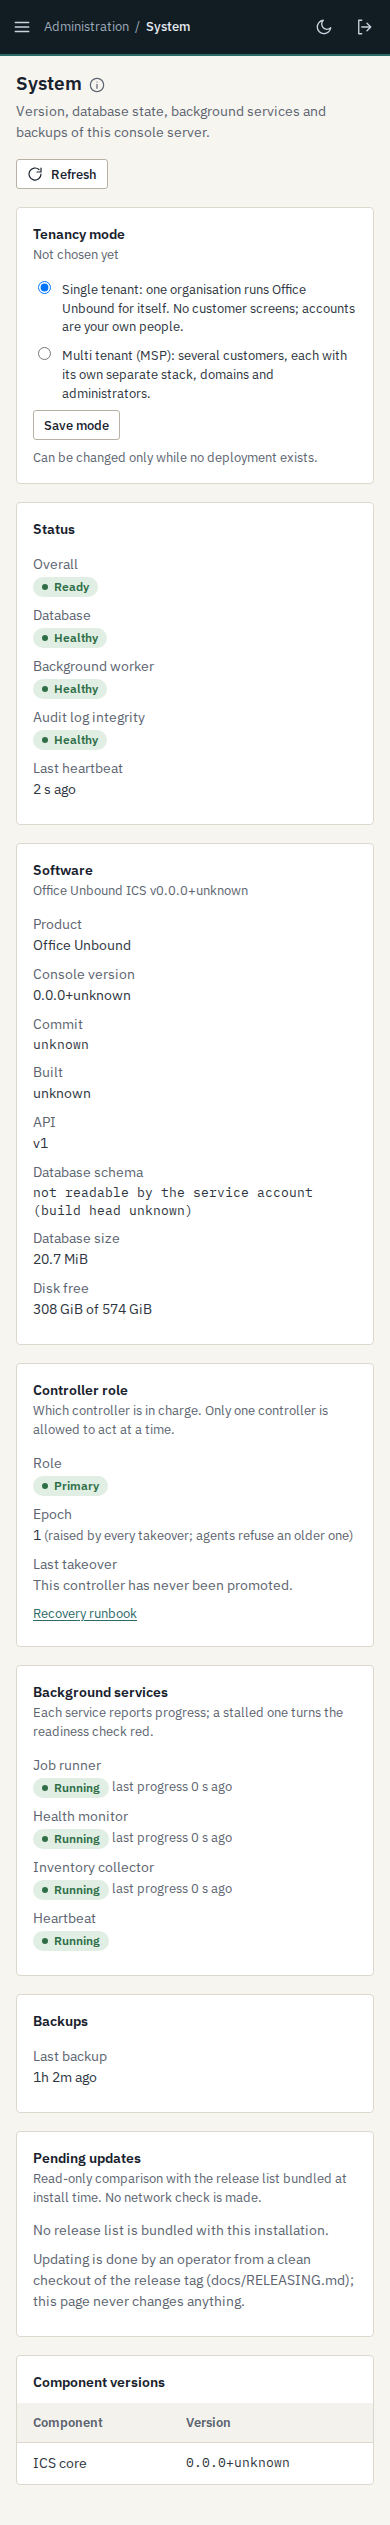 Administration / System
System
Version, database state, background services and
backups of this console server.
Refresh
Tenancy mode
Not chosen yet
Single tenant: one organisation runs Office
Unbound for itself. No customer screens; accounts
are your own people.
Multi tenant (MSP): several customers, each with
its own separate stack, domains and
administrators.
Save mode
Can be changed only while no deployment exists.
Status
Overall
Ready
Database
Healthy
Background worker
Healthy
Audit log integrity
Healthy
Last heartbeat
2 s ago
Software
Office Unbound ICS v0.0.0+unknown
Product
Office Unbound
Console version
0.0.0+unknown
Commit
unknown
Built
unknown
API
v1
Database schema
not readable by the service account
(build head unknown)
Database size
20.7 MiB
Disk free
308 GiB of 574 GiB
Controller role
Which controller is in charge. Only one controller is
allowed to act at a time.
Role
Primary
Epoch
1 (raised by every takeover; agents refuse an older one)
Last takeover
This controller has never been promoted.
Recovery runbook
Background services
Each service reports progress; a stalled one turns the
readiness check red.
Job runner
Running last progress 0 s ago
Health monitor
Running last progress 0 s ago
Inventory collector
Running last progress 0 s ago
Heartbeat
Running
Backups
Last backup
1h 2m ago
Pending updates
Read-only comparison with the release list bundled at
install time. No network check is made.
No release list is bundled with this installation.
Updating is done by an operator from a clean
checkout of the release tag (docs/RELEASING.md);
this page never changes anything.
Component versions
Component Version
ICS core 0.0.0+unknown